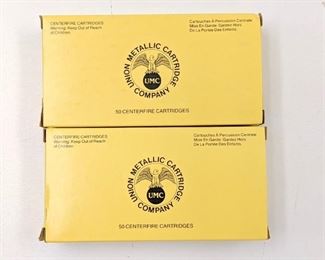 CENTERFIRE CARTRIDGES
Warning: Keep Out of Reach
of Children.
Cartouches A Percussion Centrale
Mise En Garde: Garder Hors
De La Portée Des Enfants.
UNION METALLIC CARTRIDGE
COMPANY
UMC
50 CENTERFIRE CARTRIDGES
CENTERFIRE CARTRIDGES
Warning: Keep Out of Reach
of Children.
Cartouches A Percussion Centrale
Mise En Garde: Garder Hors
De La Portée Des Enfants.
UNION METALLIC CARTRIDGE
COMPANY
UMC
50 CENTERFIRE CARTRIDGES